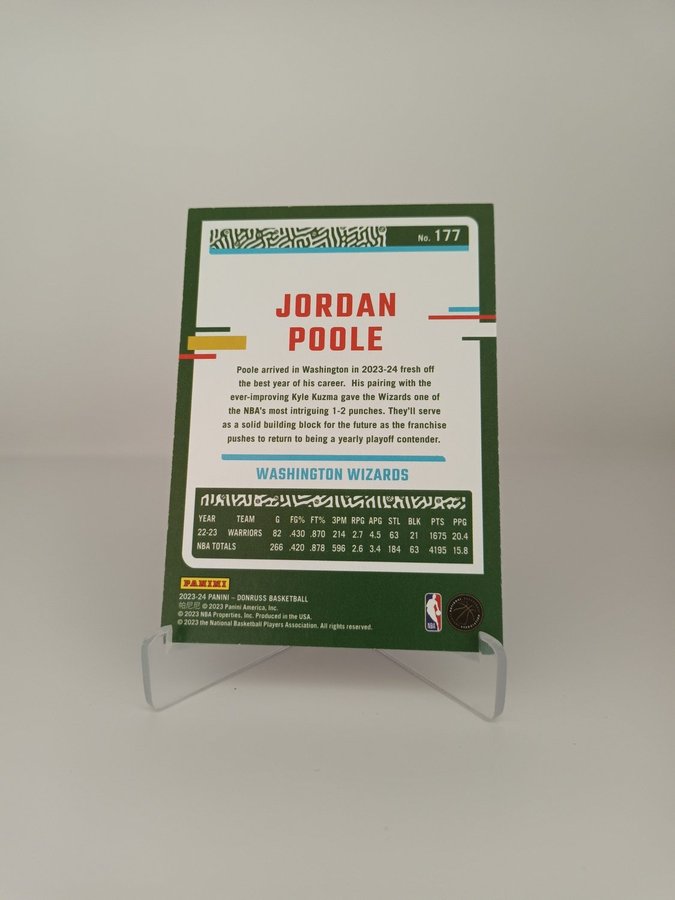 No. 177
JORDAN
POOLE
Poole arrived in Washington in 2023-24 fresh off
the best year of his career. His pairing with the
ever-improving Kyle Kuzma gave the Wizards one of
the NBA's most intriguing 1-2 punches. They'll serve
as a solid building block for the future as the franchise
pushes to return to being a yearly playoff contender.
WASHINGTON WIZARDS
YEAR TEAM G FG% FT% 3PM RPG APG STL BLK PTS PPG
22-23 WARRIORS 82 .430 .870 214 2.7 4.5 63 21 1675 20.4
NBA TOTALS 266 .420 .878 596 2.6 3.4 184 63 4195 15.8
PANINI
2023-24 PANINI – DONRUSS BASKETBALL
帕尼尼 © 2023 Panini America, Inc.
© 2023 NBA Properties, Inc. Produced in the USA.
© 2023 the National Basketball Players Association. All rights reserved.
NBA